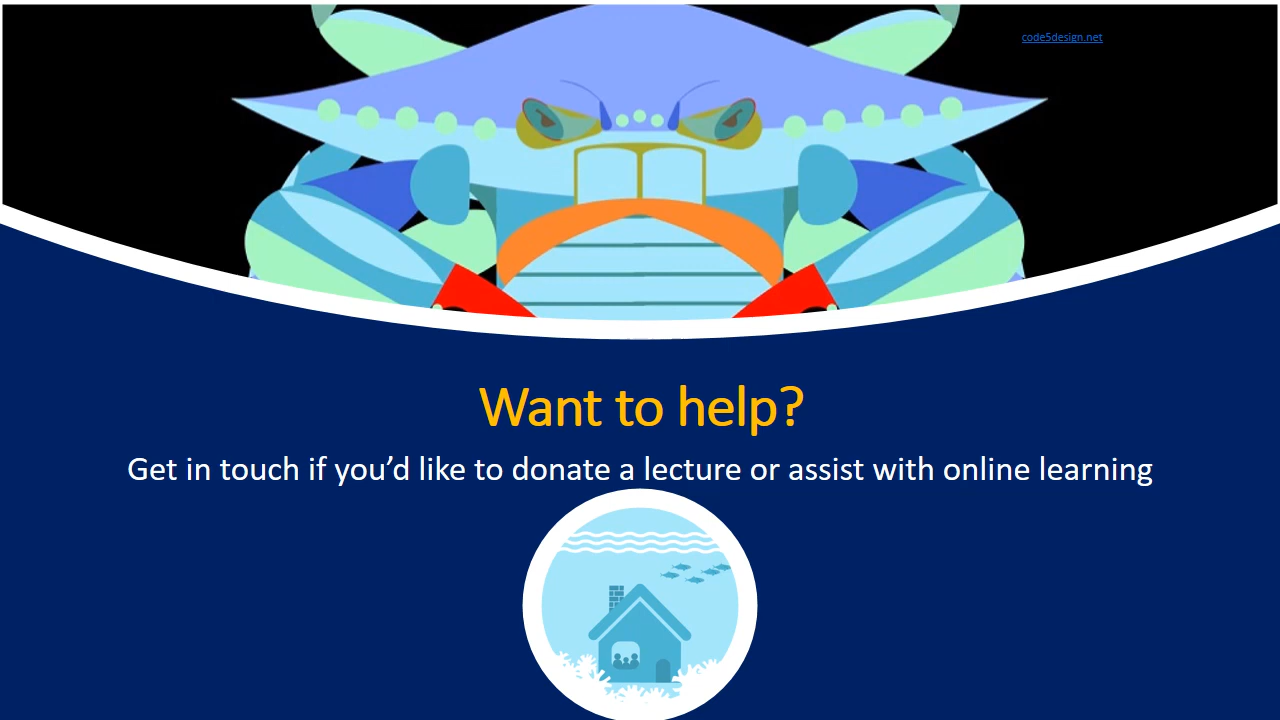 code5design.net
Want to help?
Get in touch if you’d like to donate a lecture or assist with online learning